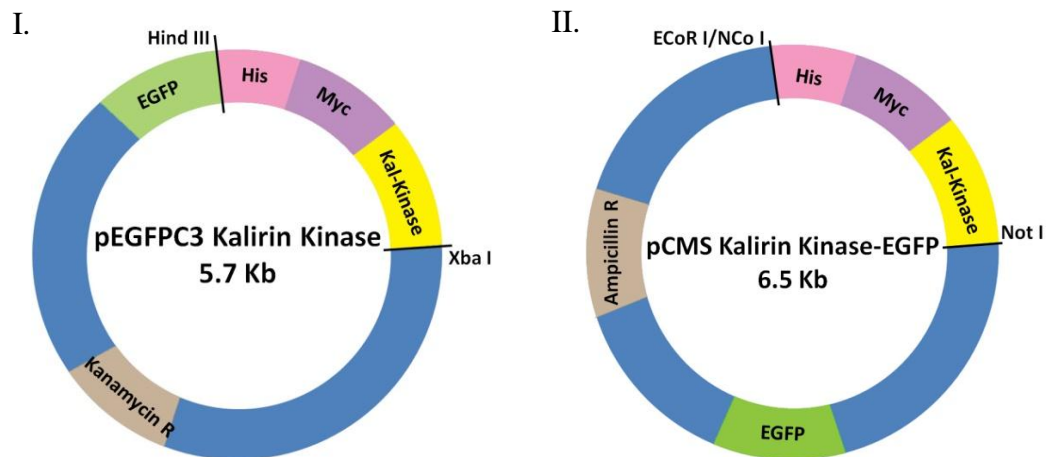 I.
Hind III
EGFP
His
Myc
Kal-Kinase
Xba I
pEGFPC3 Kalirin Kinase
5.7 Kb
Kanamycin R
II.
ECoR I/NCo I
His
Myc
Kal-Kinase
Not I
Ampicillin R
pCMS Kalirin Kinase-EGFP
6.5 Kb
EGFP